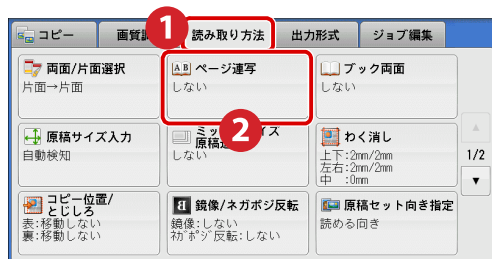 コピー
画質調
1
読み取り方法
出力形式
ジョブ編集
両面/片面選択
片面→片面
AB ページ連写
しない
ブック両面
しない
2
原稿サイズ入力
自動検知
ミッ
イズ
原稿送
しない
わく消し
上下:2mm/2mm
左右:2mm/2mm
中 :0mm
1/2
コピー位置/
とじしろ
表:移動しない
裏:移動しない
B 鏡像/ネガポジ反転
鏡像:しない
ネガポジ反転:しない
原稿セット向き指定
読める向き